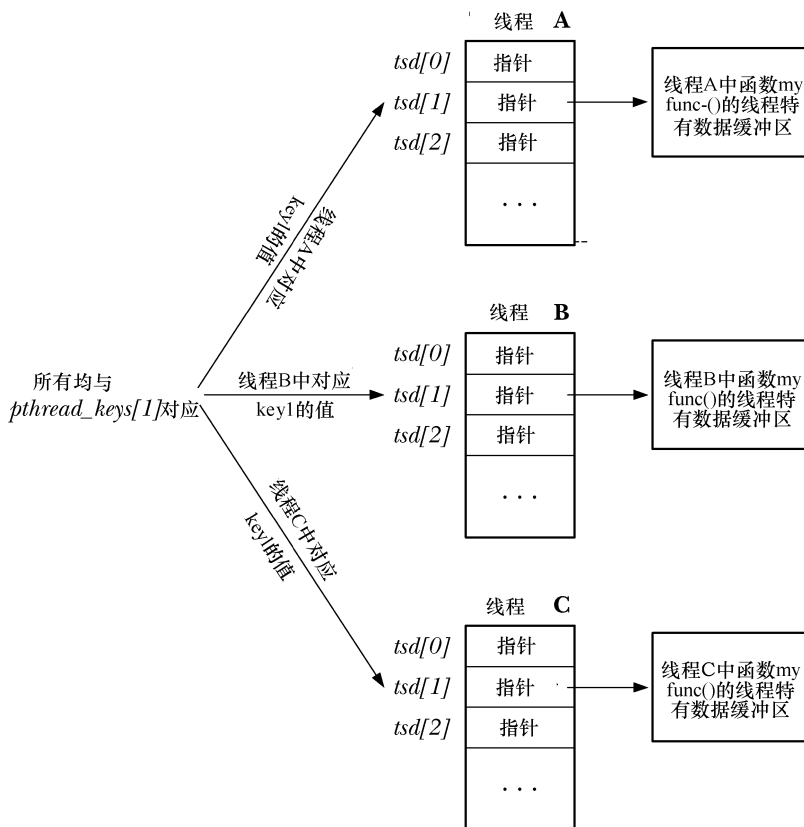 线程 A
tsd[0] 指针
tsd[1] 指针
tsd[2] 指针
...
线程A中函数my
func-()的线程特
有数据缓冲区
线程A中对应
key1的值
所有均与
pthread_keys[1]对应
线程B中对应
key1的值
线程 B
tsd[0] 指针
tsd[1] 指针
tsd[2] 指针
...
线程B中函数my
func()的线程特
有数据缓冲区
线程C中对应
key1的值
线程 C
tsd[0] 指针
tsd[1] 指针
tsd[2] 指针
...
线程C中函数my
func()的线程特
有数据缓冲区